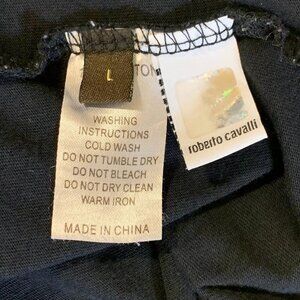 L
WASHING
INSTRUCTIONS
COLD WASH
DO NOT TUMBLE DRY
DO NOT BLEACH
DO NOT DRY CLEAN
WARM IRON
MADE IN CHINA
roberto cavalli